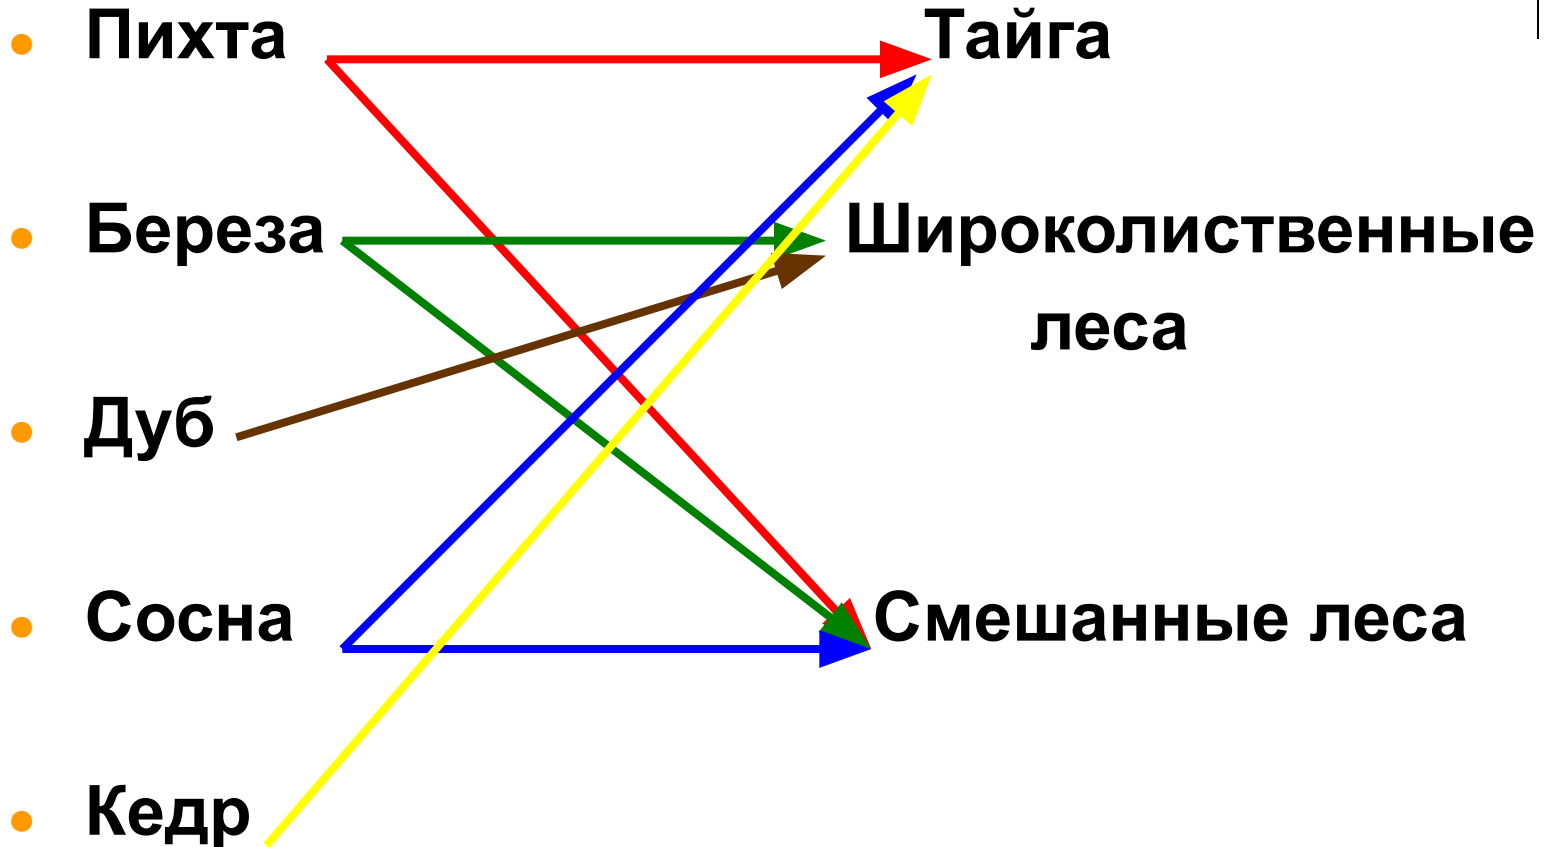 Пихта Тайга
Береза Широколиственные
леса
Дуб
Сосна Смешанные леса
Кедр